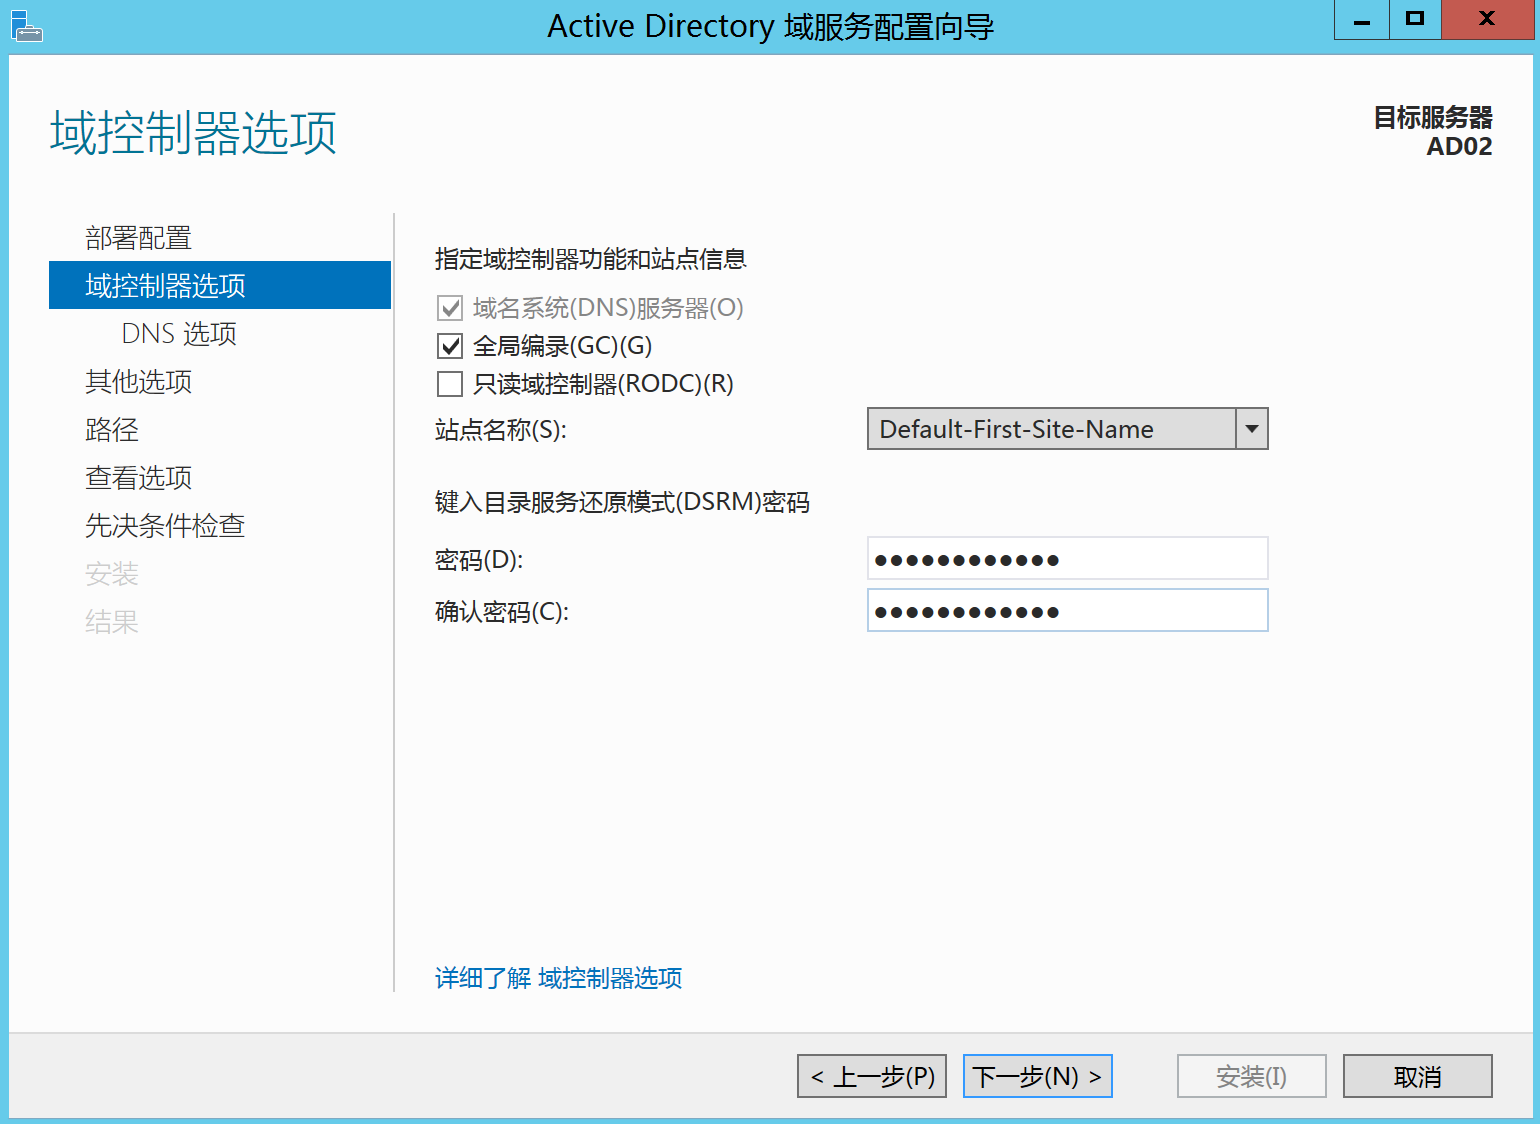 Active Directory 域服务配置向导
域控制器选项
目标服务器
AD02
部署配置
域控制器选项
DNS 选项
其他选项
路径
查看选项
先决条件检查
安装
结果
指定域控制器功能和站点信息
域名系统(DNS)服务器(O)
全局编录(GC)(G)
只读域控制器(RODC)(R)
站点名称(S): Default-First-Site-Name
键入目录服务还原模式(DSRM)密码
密码(D): ●●●●●●●●●●●●
确认密码(C): ●●●●●●●●●●●●
详细了解 域控制器选项
< 上一步(P) 下一步(N) > 安装(I) 取消